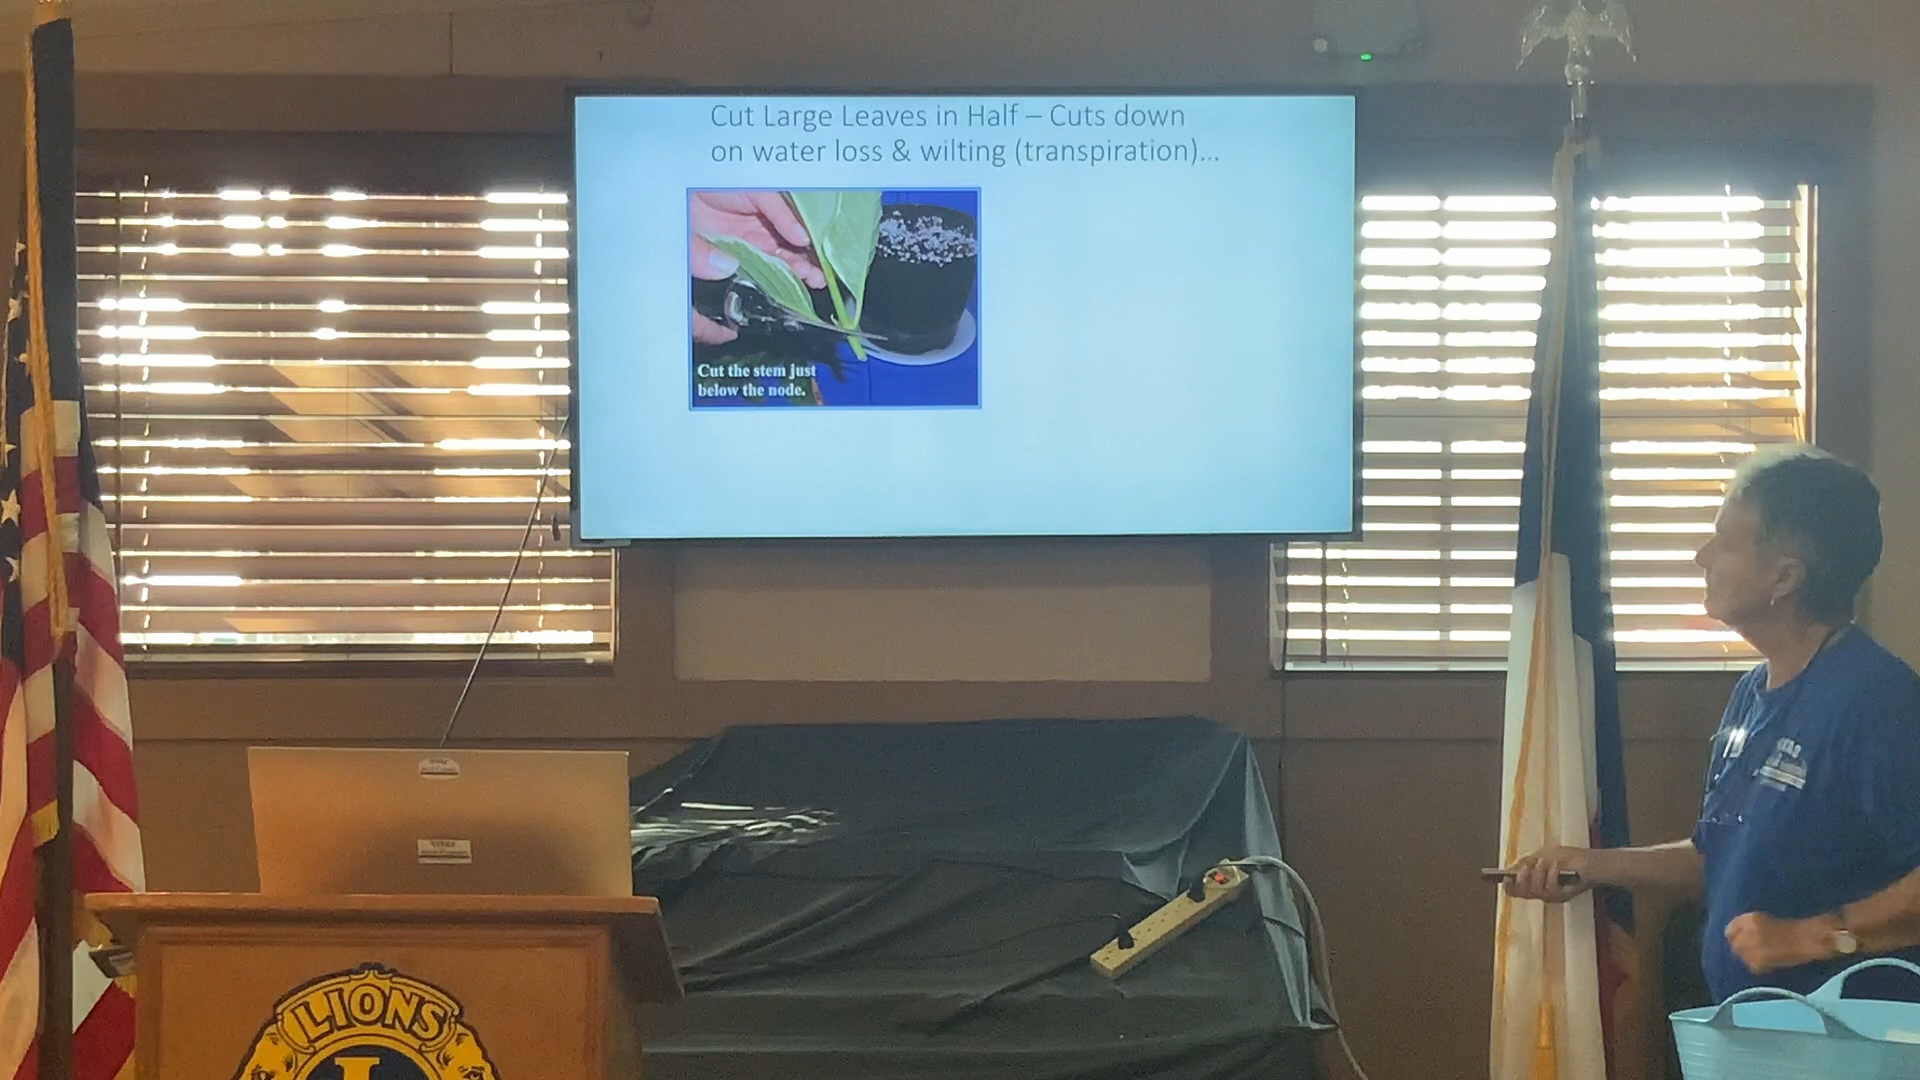 Cut Large Leaves in Half – Cuts down
on water loss & wilting (transpiration)...
Cut the stem just
below the node.
LIONS
L